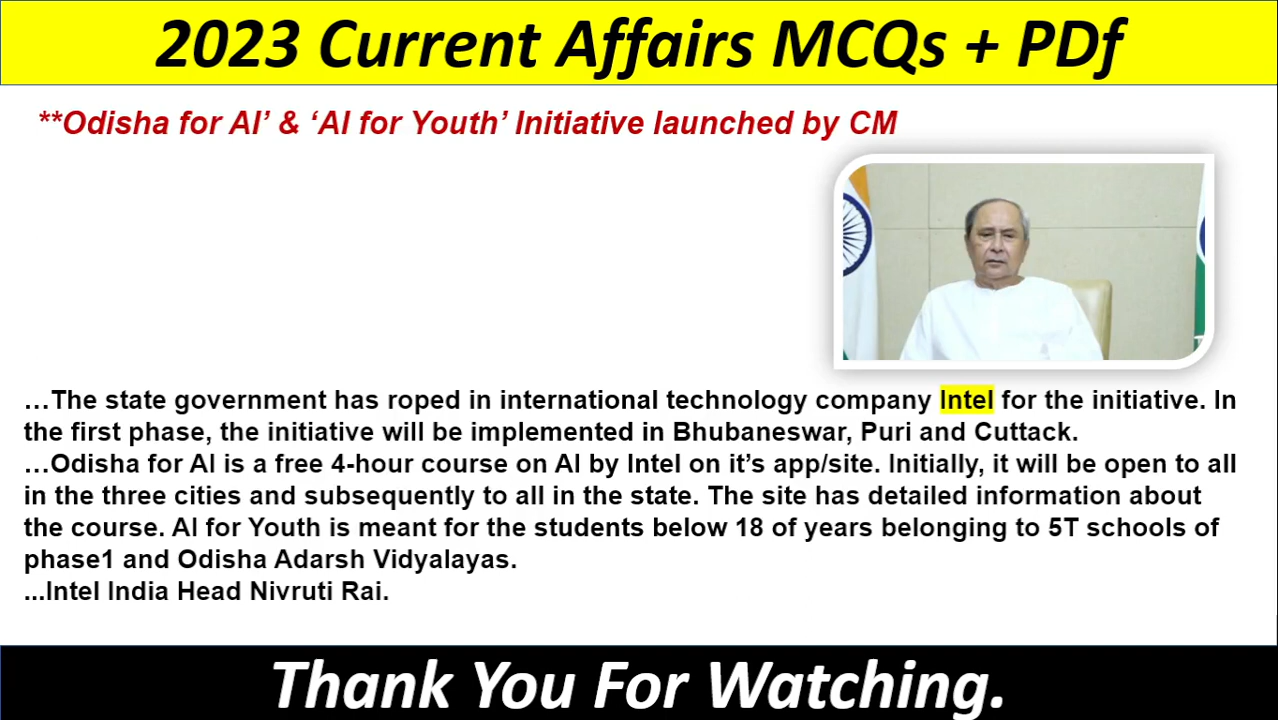 2023 Current Affairs MCQs + PDf
**Odisha for AI’ & ‘AI for Youth’ Initiative launched by CM
…The state government has roped in international technology company Intel for the initiative. In
the first phase, the initiative will be implemented in Bhubaneswar, Puri and Cuttack.
…Odisha for AI is a free 4-hour course on AI by Intel on it’s app/site. Initially, it will be open to all
in the three cities and subsequently to all in the state. The site has detailed information about
the course. AI for Youth is meant for the students below 18 of years belonging to 5T schools of
phase1 and Odisha Adarsh Vidyalayas.
...Intel India Head Nivruti Rai.
Thank You For Watching.